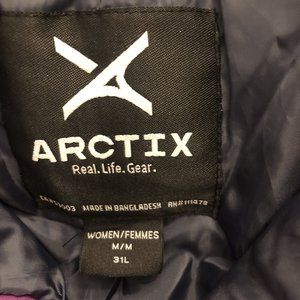 ARCTIX
Real. Life. Gear.
MADE IN BANGLADESH
WOMEN/FEMMES
M/M
31L